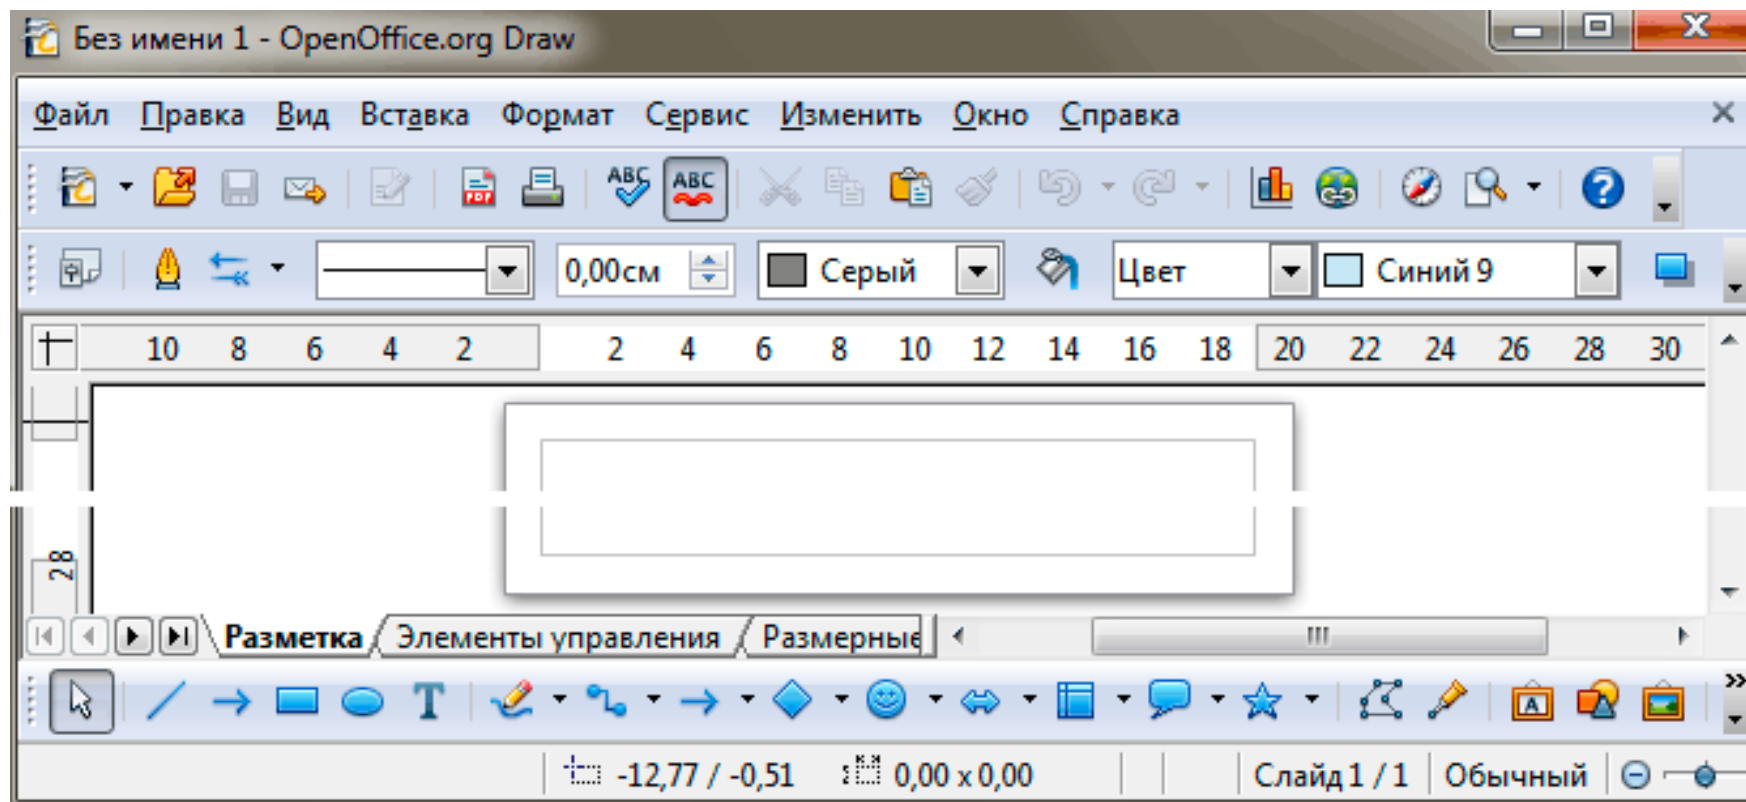 Без имени 1 - OpenOffice.org Draw
Файл Правка Вид Вставка Формат Сервис Изменить Окно Справка
PDF ABC ABC
0,00см Серый Цвет Синий 9
10 8 6 4 2 2 4 6 8 10 12 14 16 18 20 22 24 26 28 30
28
Разметка Элементы управления Размерные
T A
-12,77 / -0,51 0,00 x 0,00 Слайд 1 / 1 Обычный